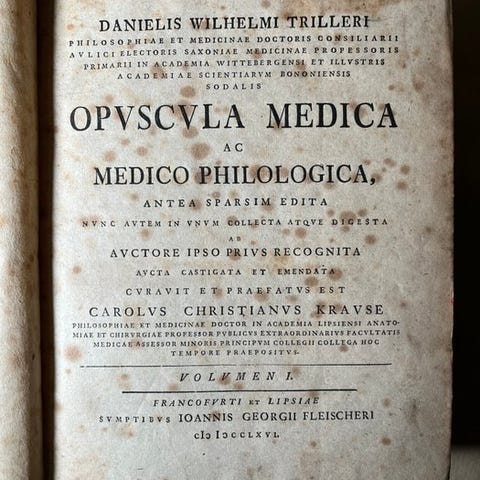 DANIELIS WILHELMI TRILLERI
PHILOSOPHIAE ET MEDICINAE DOCTORIS CONSILIARII
AVLICI ELECTORIS SAXONIAE MEDICINAE PROFESSORIS
PRIMARII IN ACADEMIA WITTEBERGENSI ET ILLVSTRIS
ACADEMIAE SCIENTIARVM BONONIENSIS
SODALIS
OPVSCVLA MEDICA
AC
MEDICO PHILOLOGICA,
ANTEA SPARSIM EDITA
NVNC AVTEM IN VNVM COLLECTA ATQVE DIGESTA
AB
AVCTORE IPSO PRIVS RECOGNITA
AVCTA CASTIGATA ET EMENDATA
CVRAVIT ET PRAEFATVS EST
CAROLVS CHRISTIANVS KRAVSE
PHILOSOPHIAE ET MEDICINAE DOCTOR IN ACADEMIA LIPSIENSI ANATO-
MIAE ET CHIRVRGIAE PROFESSOR PVBLICVS EXTRAORDINARIVS FACVLTATIS
MEDICAE ASSESSOR MINORIS PRINCIPVM COLLEGII COLLEGA HOC
TEMPORE PRAEPOSITVS.
VOLVMEN I.
FRANCOFVRTI ET LIPSIAE
SVMPTIBVS IOANNIS GEORGII FLEISCHERI
cIↃ IↃCCLXVI.